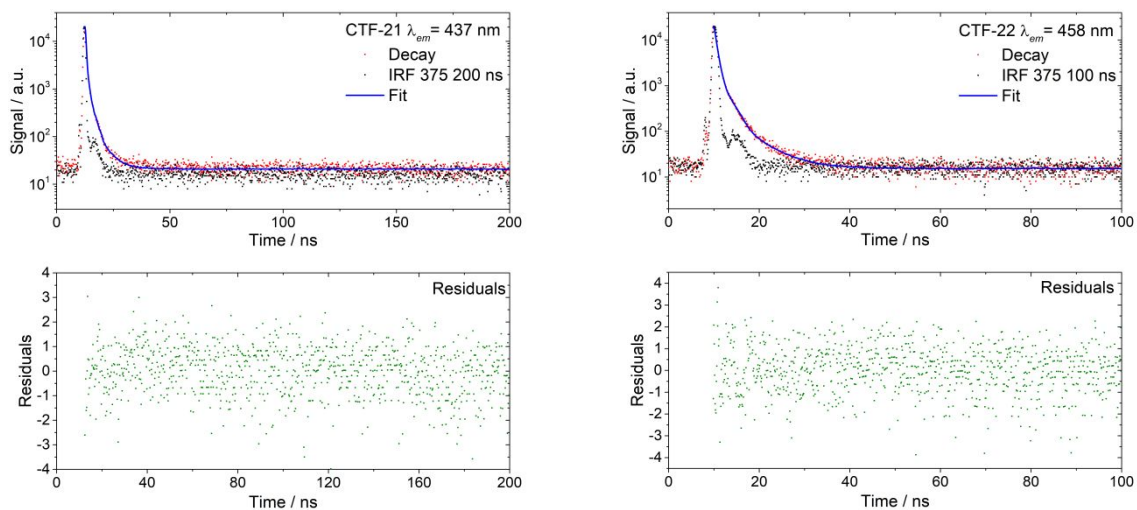 CTF-21 λem= 437 nm
Decay
IRF 375 200 ns
Fit
Signal / a.u.
10^4
10^3
10^2
10^1
0 50 100 150 200
Time / ns
CTF-22 λem= 458 nm
Decay
IRF 375 100 ns
Fit
Signal / a.u.
10^4
10^3
10^2
10^1
0 20 40 60 80 100
Time / ns
Residuals
Residuals
4
3
2
1
0
-1
-2
-3
-4
0 40 80 120 160 200
Time / ns
Residuals
Residuals
4
3
2
1
0
-1
-2
-3
-4
0 20 40 60 80 100
Time / ns